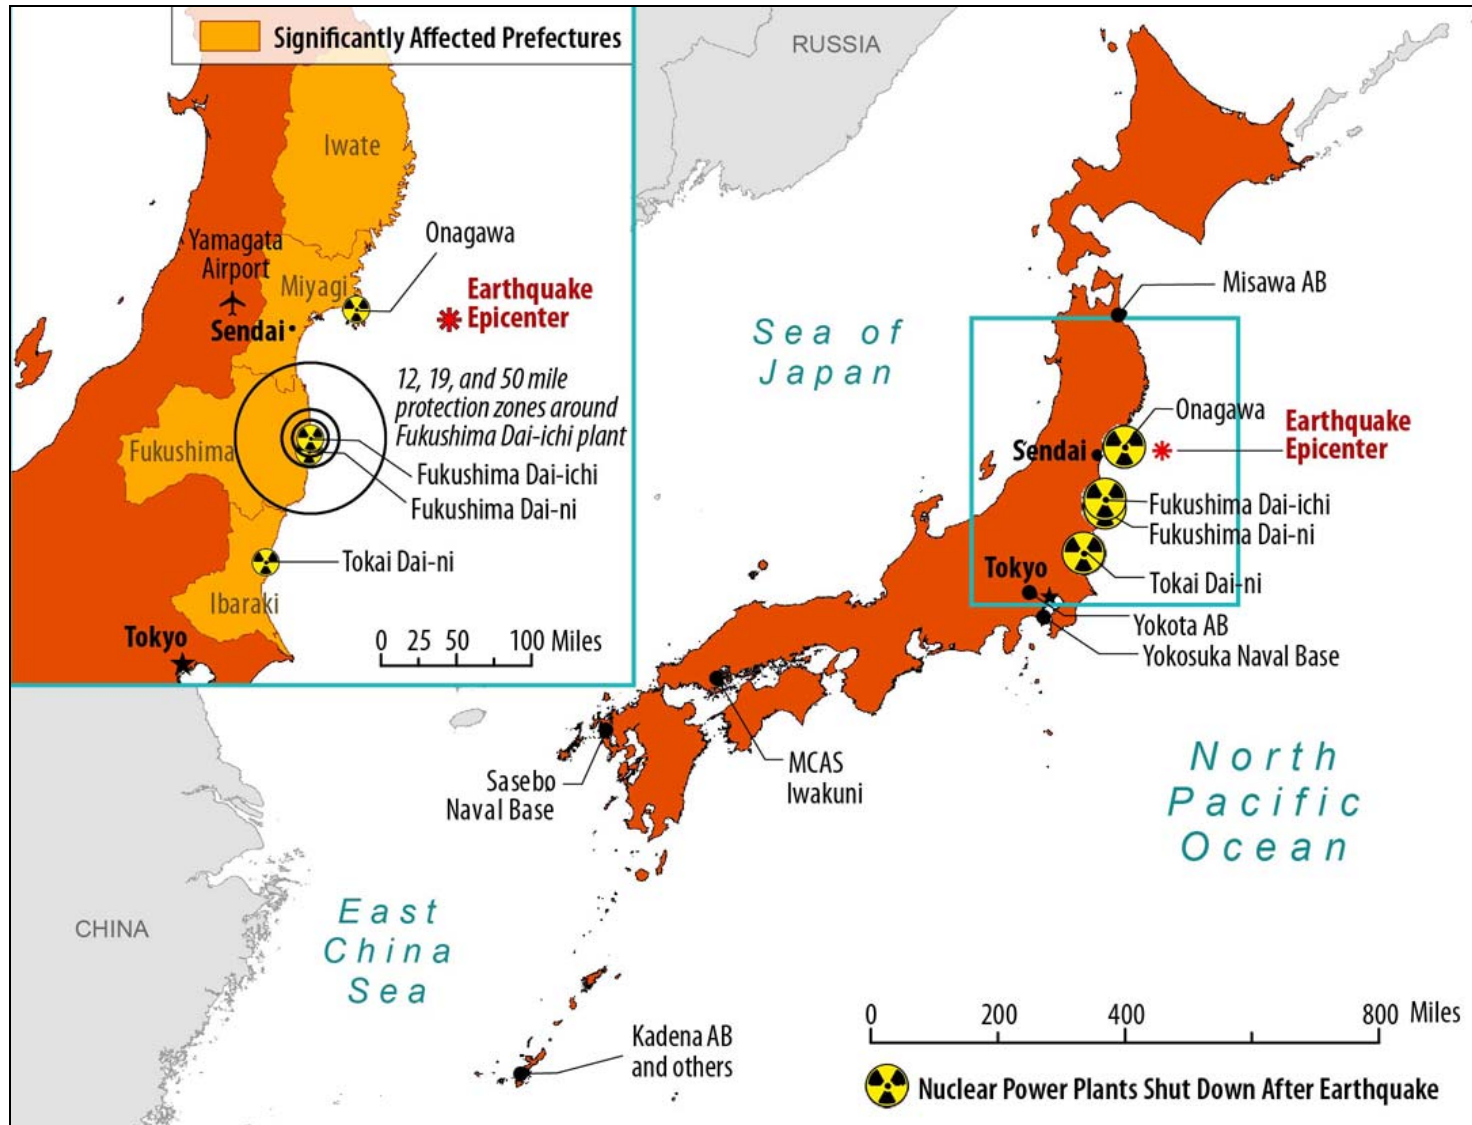 Significantly Affected Prefectures
Iwate
Onagawa
Yamagata
Airport
Miyagi
Earthquake
Epicenter
Sendai
12, 19, and 50 mile
protection zones around
Fukushima Dai-ichi plant
Fukushima
Fukushima Dai-ichi
Fukushima Dai-ni
Tokai Dai-ni
Ibaraki
Tokyo
0 25 50 100 Miles
RUSSIA
Misawa AB
Sea of
Japan
Onagawa
Earthquake
Epicenter
Sendai
Fukushima Dai-ichi
Fukushima Dai-ni
Tokyo
Tokai Dai-ni
Yokota AB
Yokosuka Naval Base
MCAS
Iwakuni
Sasebo
Naval Base
North
Pacific
Ocean
CHINA
East
China
Sea
Kadena AB
and others
0 200 400 800 Miles
Nuclear Power Plants Shut Down After Earthquake